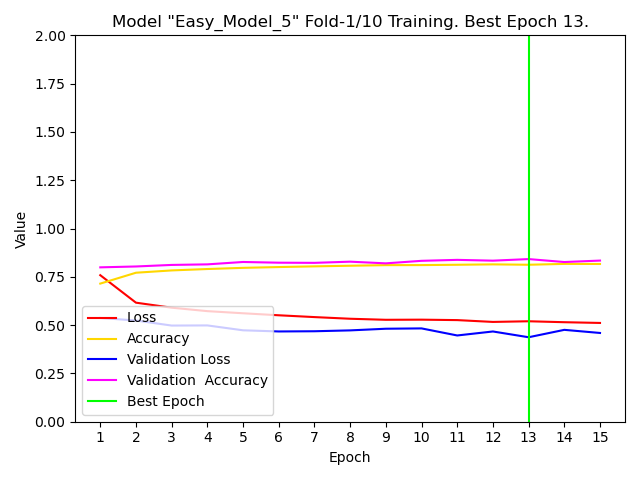 Model "Easy_Model_5" Fold-1/10 Training. Best Epoch 13.
2.00
1.75
1.50
1.25
1.00
0.75
0.50
0.25
0.00
Value
Loss
Accuracy
Validation Loss
Validation  Accuracy
Best Epoch
1 2 3 4 5 6 7 8 9 10 11 12 13 14 15
Epoch